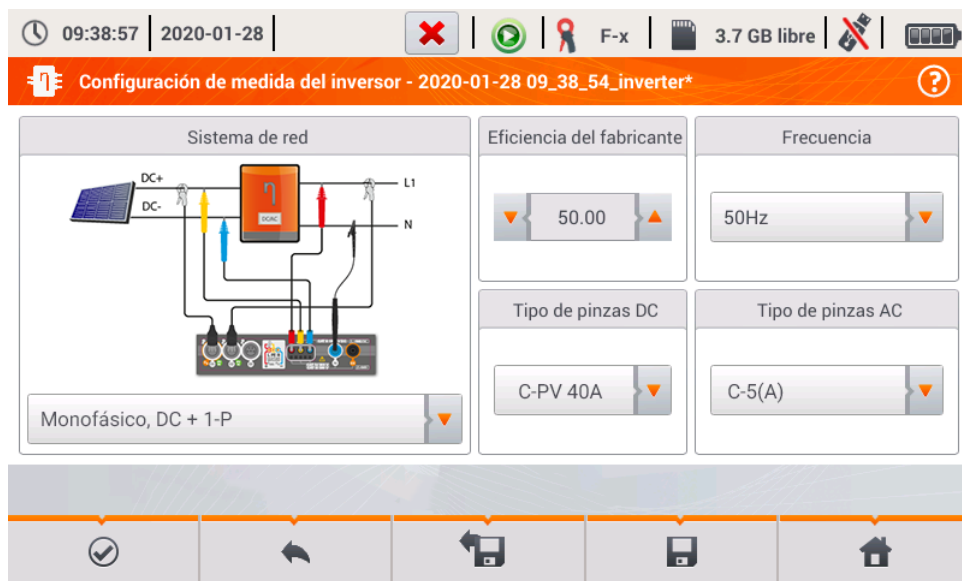 09:38:57 2020-01-28 F-x 3.7 GB libre
Configuración de medida del inversor - 2020-01-28 09_38_54_inverter*
Sistema de red
Eficiencia del fabricante
Frecuencia
DC+
DC-
η
DC/AC
L1
N
50.00
50Hz
Tipo de pinzas DC
Tipo de pinzas AC
C-PV 40A
C-5(A)
Monofásico, DC + 1-P